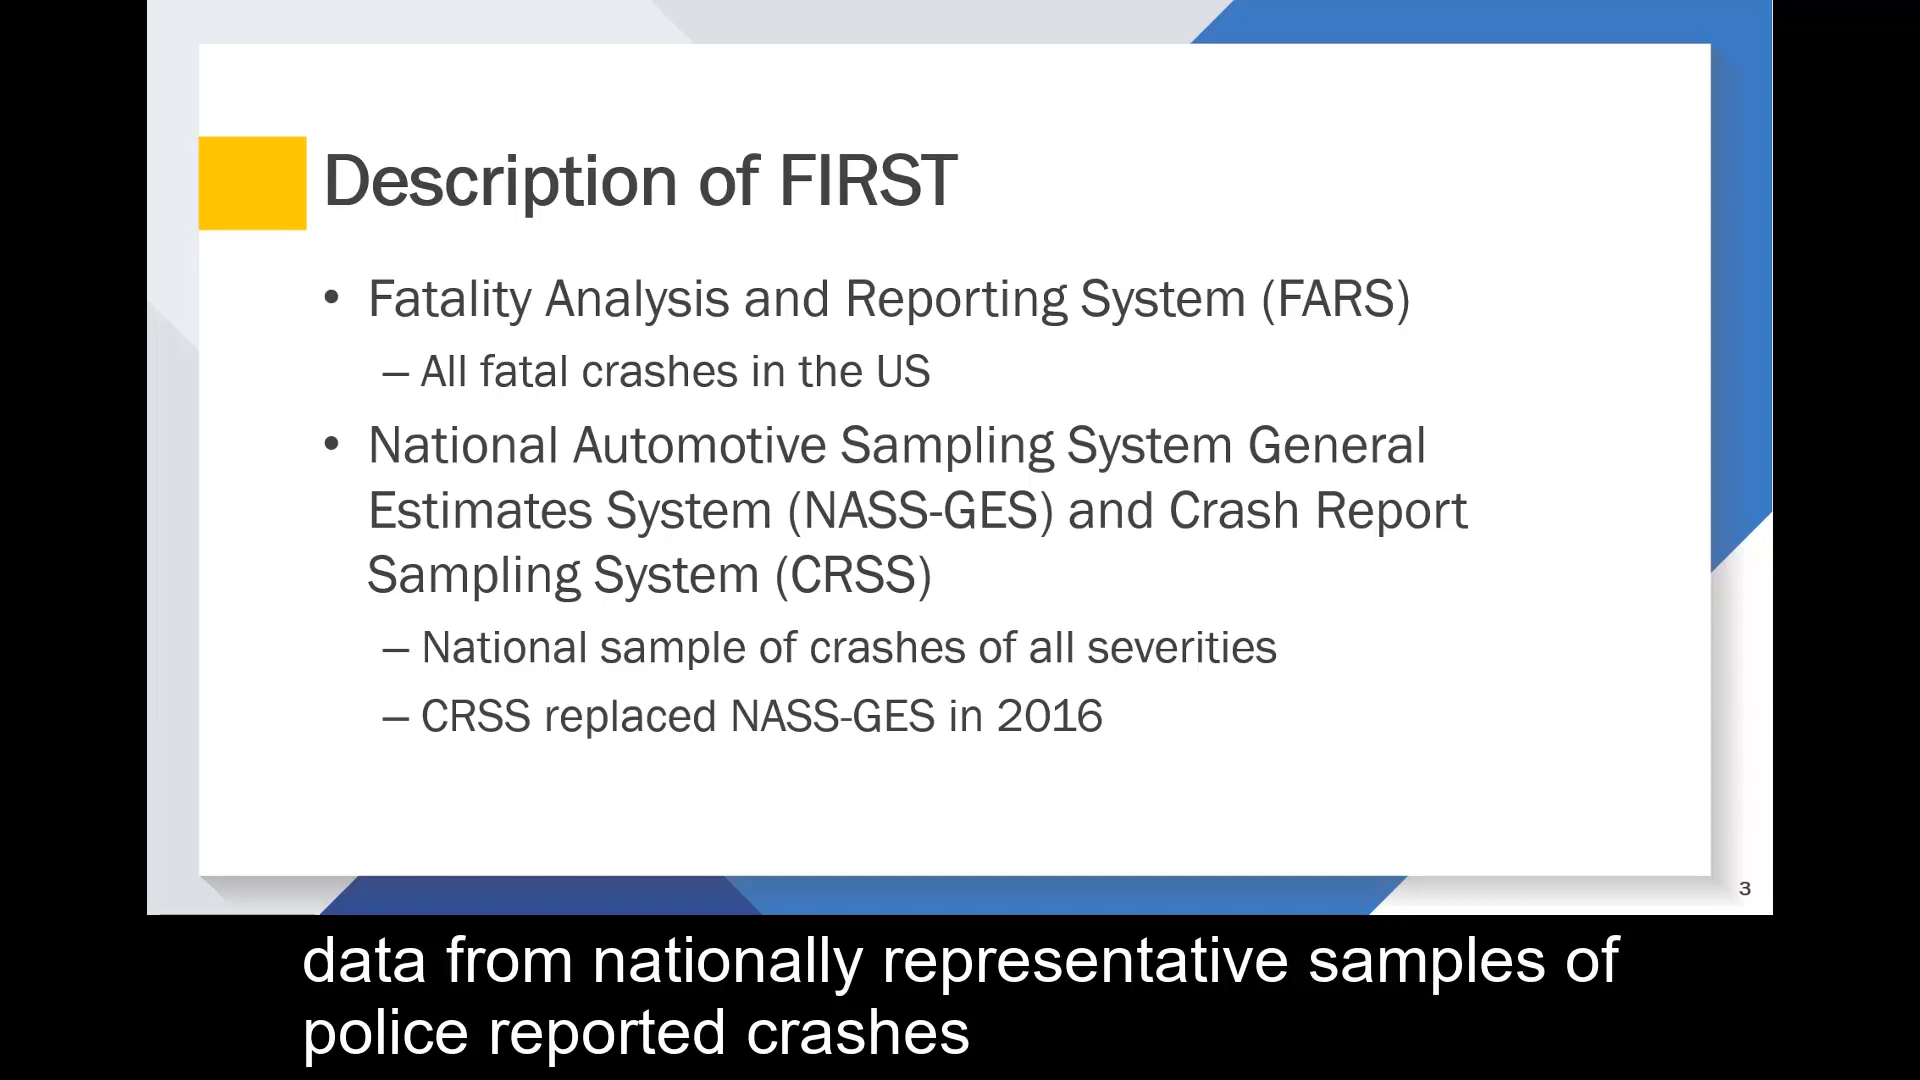 Description of FIRST
• Fatality Analysis and Reporting System (FARS)
– All fatal crashes in the US
• National Automotive Sampling System General
Estimates System (NASS-GES) and Crash Report
Sampling System (CRSS)
– National sample of crashes of all severities
– CRSS replaced NASS-GES in 2016
3
data from nationally representative samples of
police reported crashes